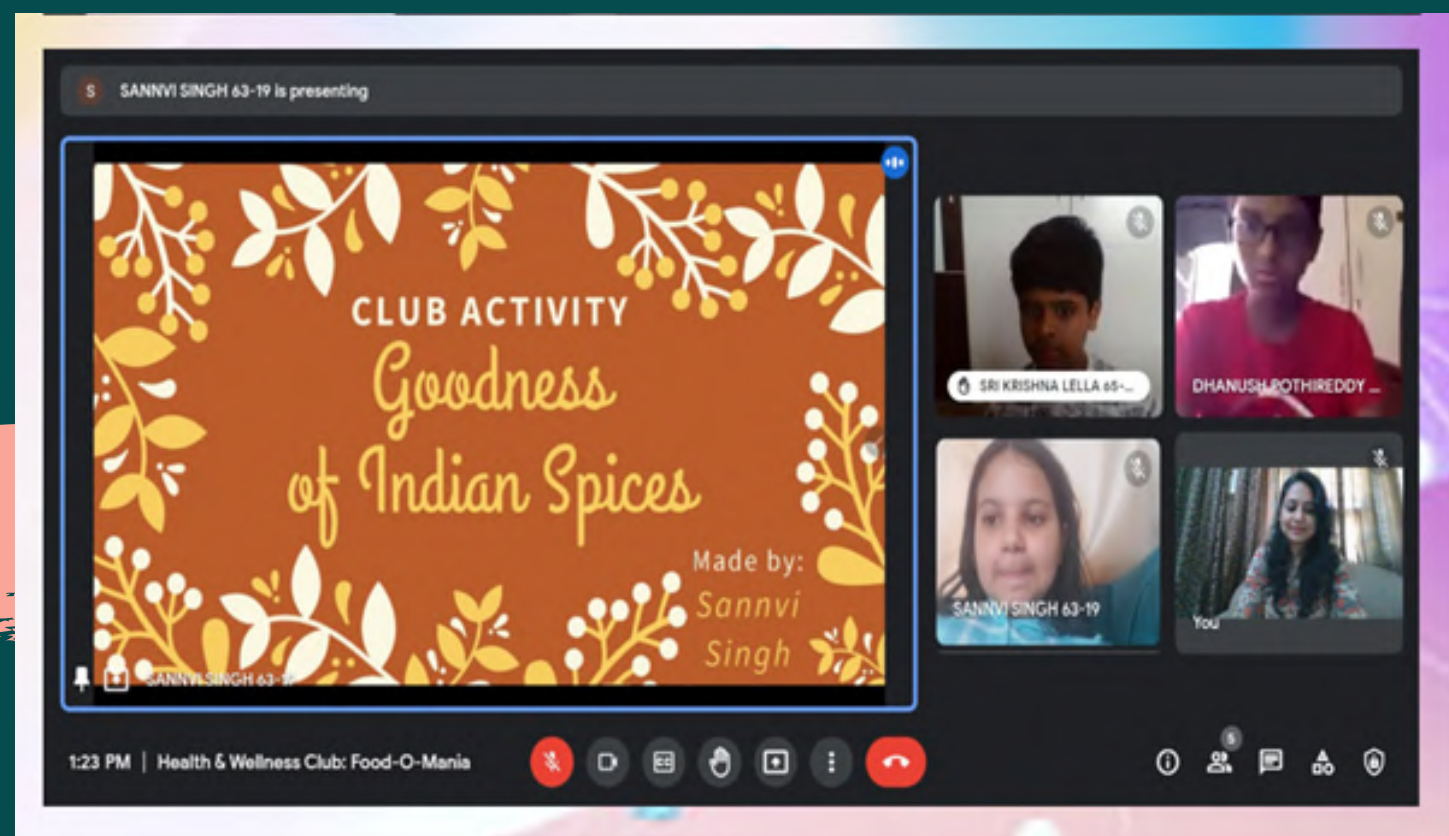 S SANNVI SINGH 63-19 is presenting
CLUB ACTIVITY
Goodness
of Indian Spices
Made by:
Sannvi
Singh
SANNVI SINGH 63-19
SRI KRISHNA LELLA 65-...
DHANUSH POTHIREDDY ...
SANNVI SINGH 63-19
You
1:23 PM | Health & Wellness Club: Food-O-Mania
CC
5